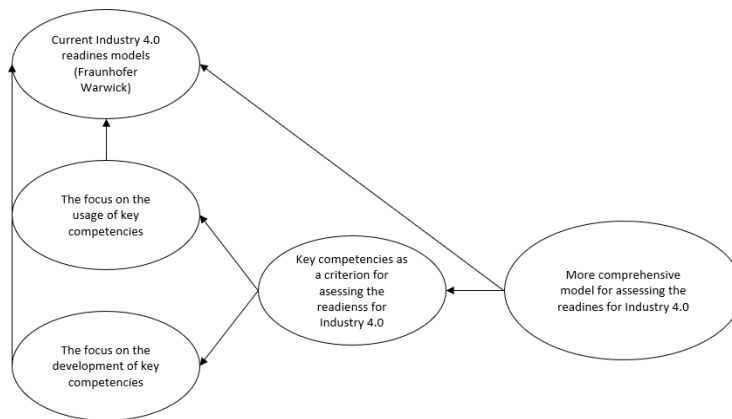 Current Industry 4.0
readines models
(Fraunhofer
Warwick)
The focus on the
usage of key
competencies
Key competencies as
a criterion for
asessing the
readienss for
Industry 4.0
More comprehensive
model for assessing the
readines for Industry 4.0
The focus on the
development of key
competencies